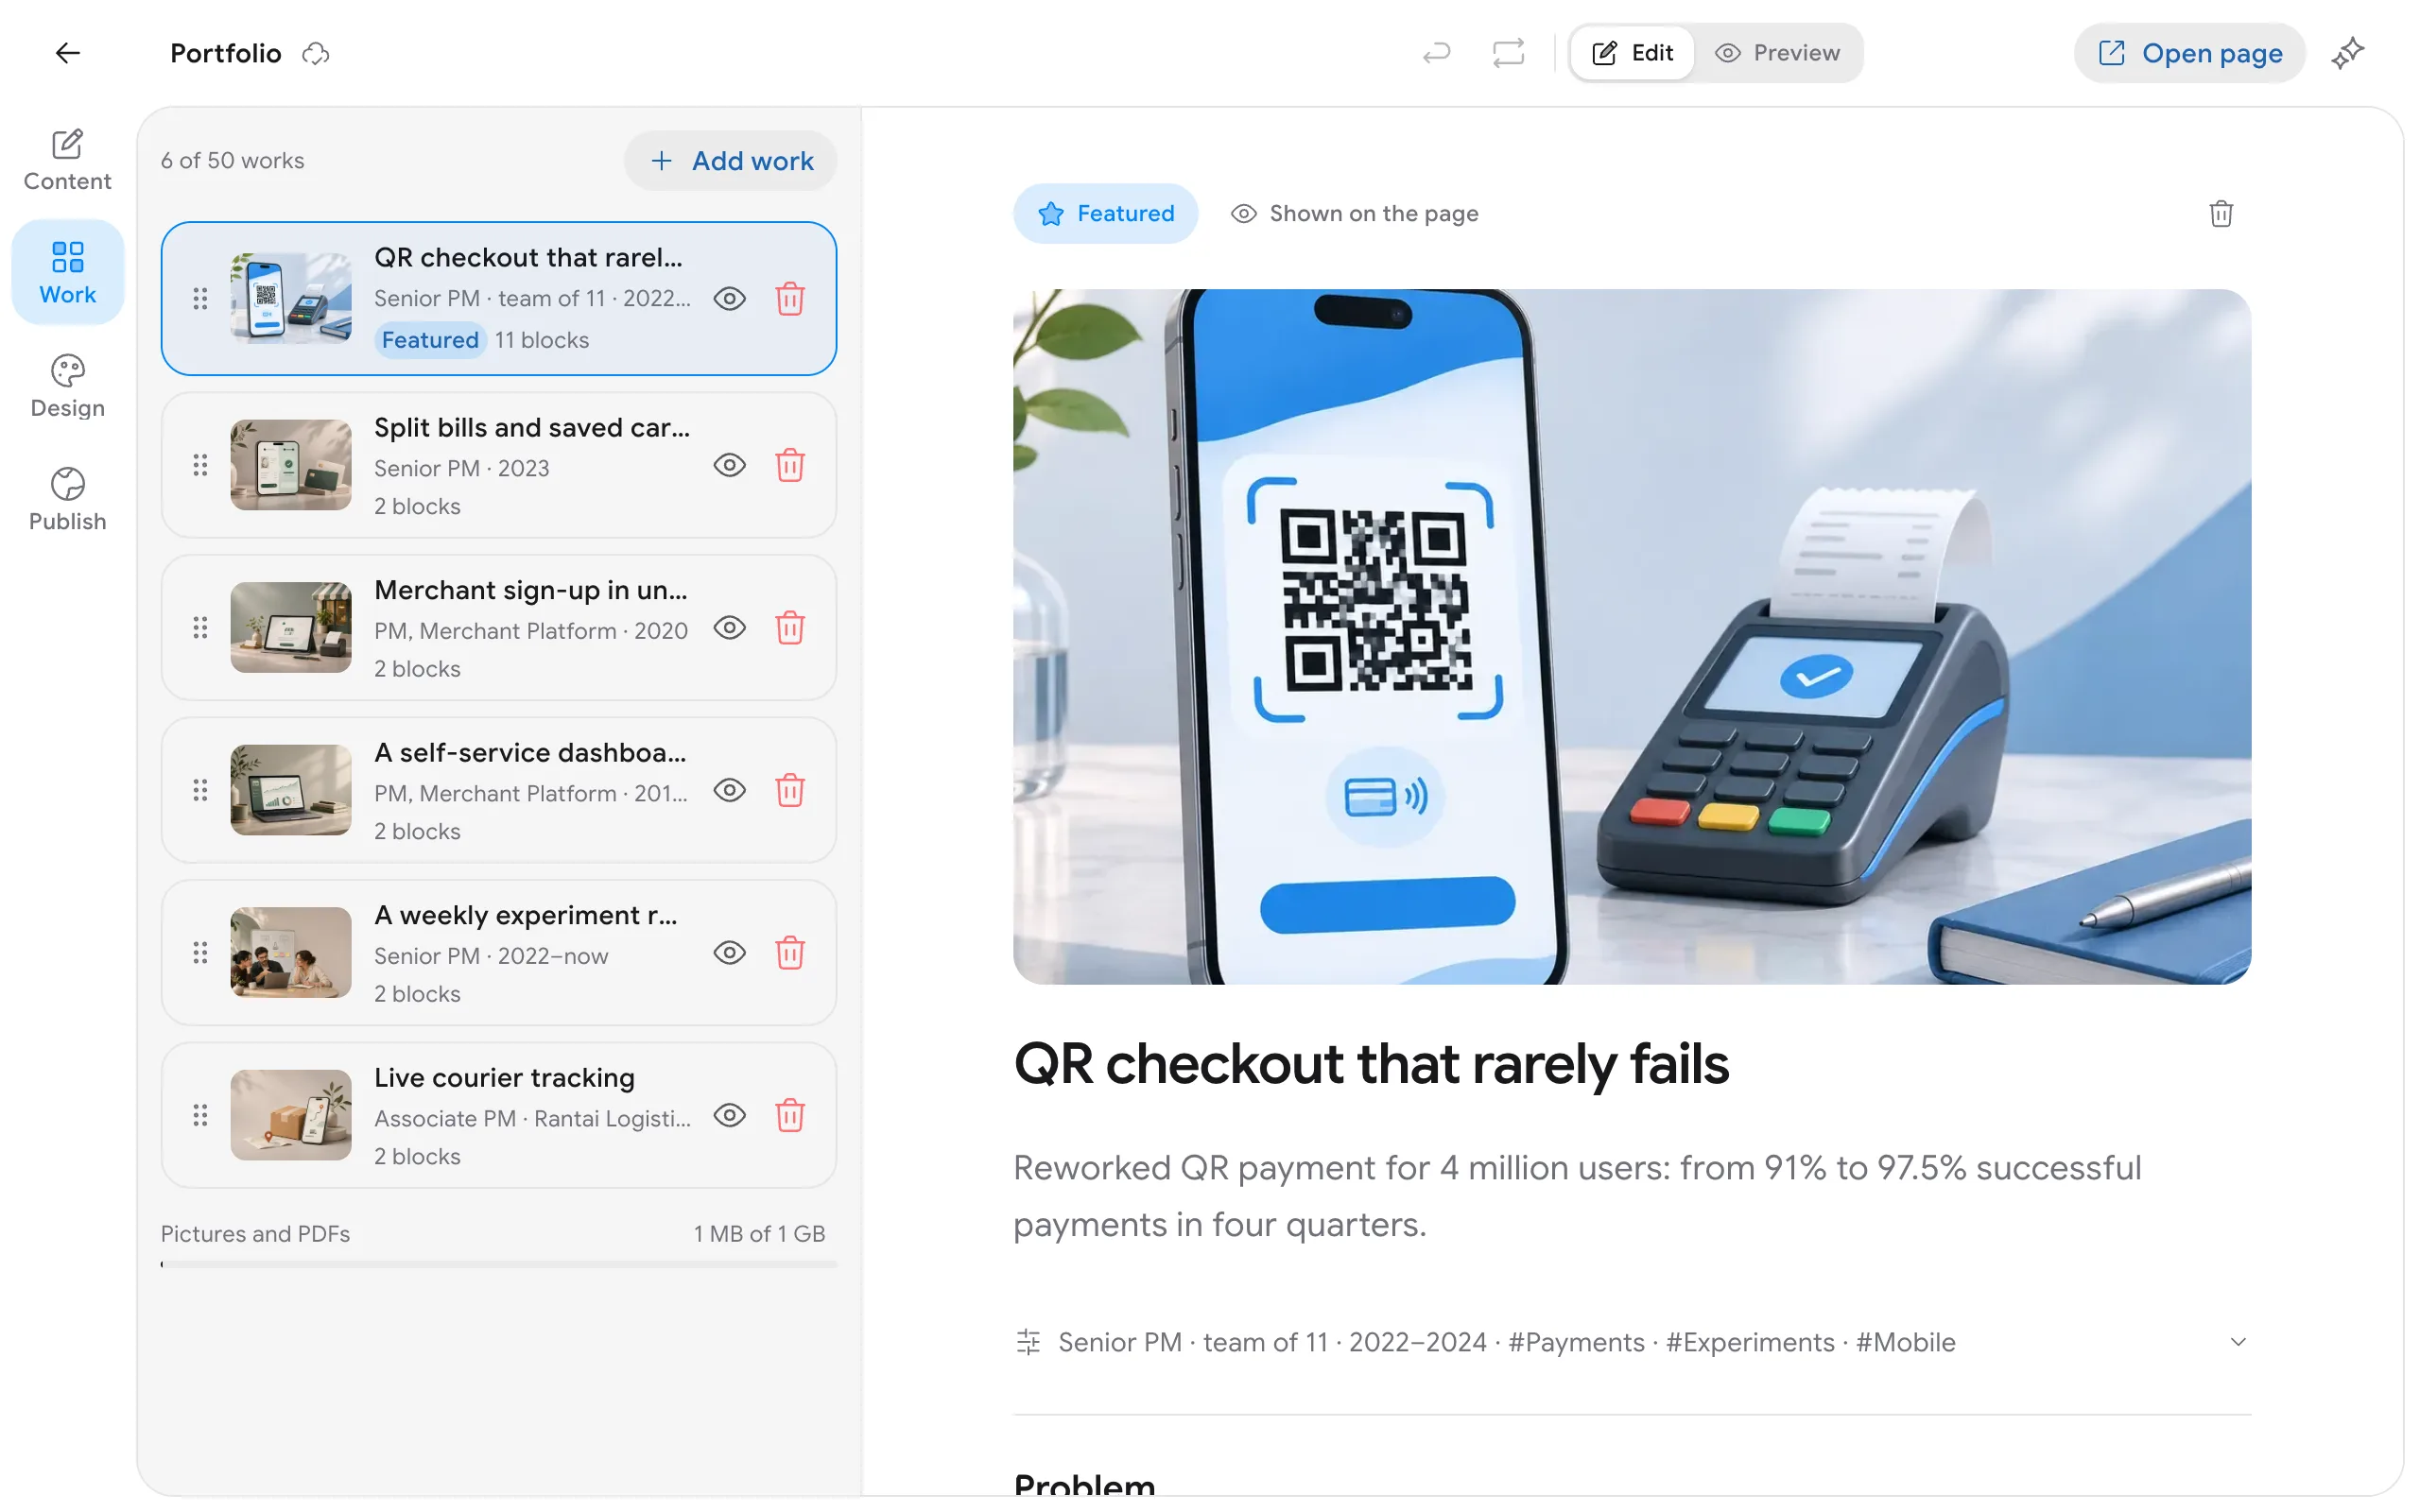 Portfolio
Edit
Preview
Open page
Content
Work
Design
Publish
6 of 50 works
Add work
QR checkout that rarel...
Senior PM · team of 11 · 2022...
Featured
11 blocks
Split bills and saved car...
Senior PM · 2023
2 blocks
Merchant sign-up in un...
PM, Merchant Platform · 2020
2 blocks
A self-service dashboa...
PM, Merchant Platform · 201...
2 blocks
A weekly experiment r...
Senior PM · 2022–now
2 blocks
Live courier tracking
Associate PM · Rantai Logisti...
2 blocks
Pictures and PDFs
1 MB of 1 GB
Featured
Shown on the page
QR checkout that rarely fails
Reworked QR payment for 4 million users: from 91% to 97.5% successful
payments in four quarters.
Senior PM · team of 11 · 2022–2024 · #Payments · #Experiments · #Mobile
Problem